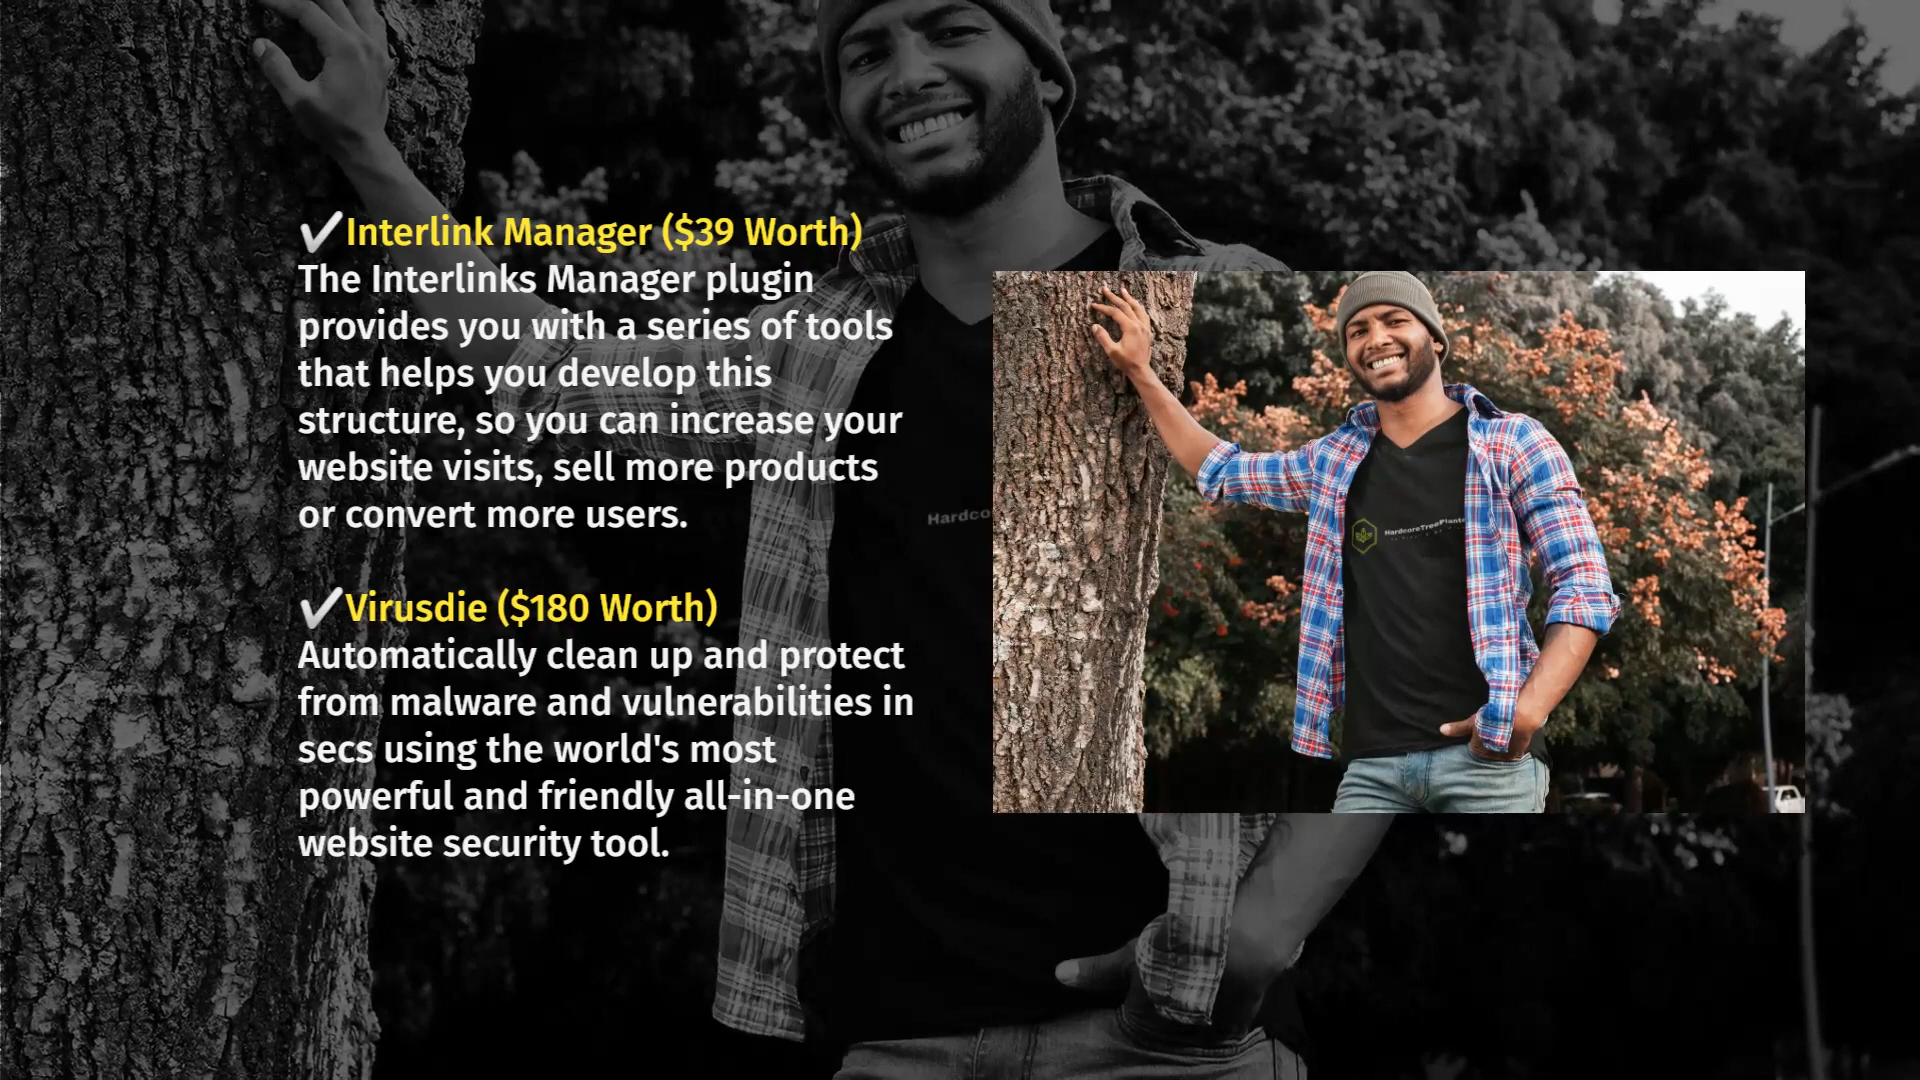 ✔Interlink Manager ($39 Worth)
The Interlinks Manager plugin
provides you with a series of tools
that helps you develop this
structure, so you can increase your
website visits, sell more products
or convert more users.
✔Virusdie ($180 Worth)
Automatically clean up and protect
from malware and vulnerabilities in
secs using the world's most
powerful and friendly all-in-one
website security tool.
Hardco
HardcoreTreePlante